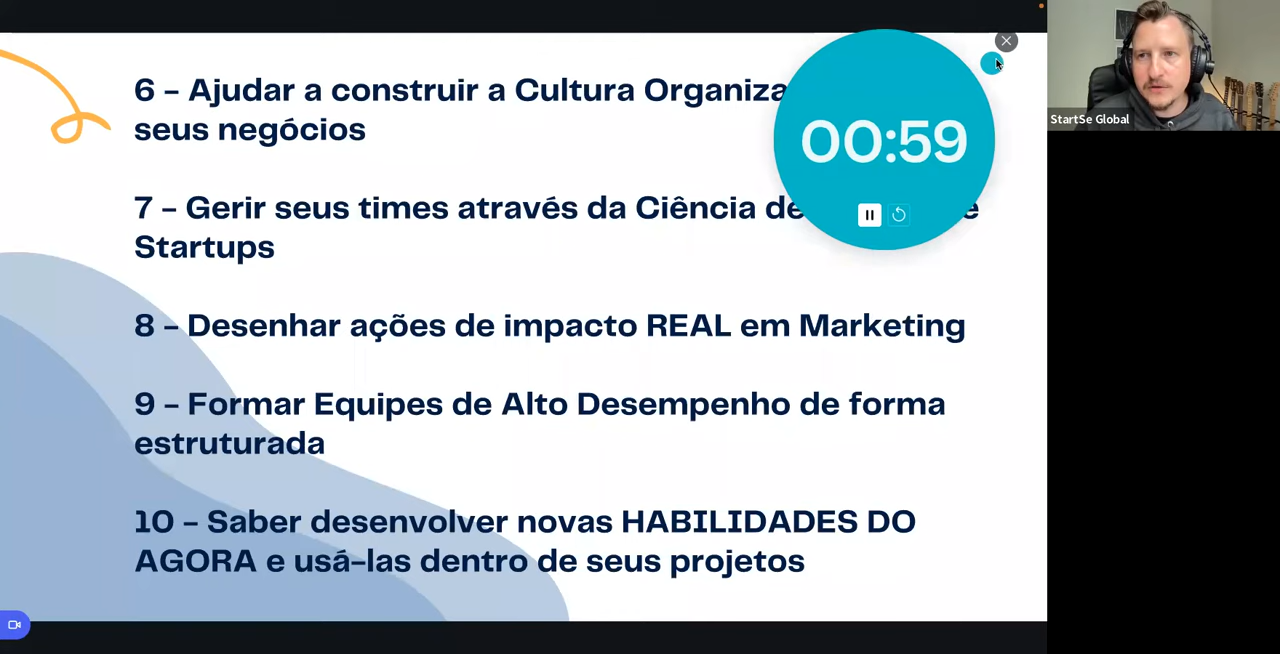 6 – Ajudar a construir a Cultura
seus negócios
00:59
7 – Gerir seus times através da Ciência de
Startups
8 – Desenhar ações de impacto REAL em Marketing
9 – Formar Equipes de Alto Desempenho de forma
estruturada
10 – Saber desenvolver novas HABILIDADES DO
AGORA e usá-las dentro de seus projetos
StartSe Global